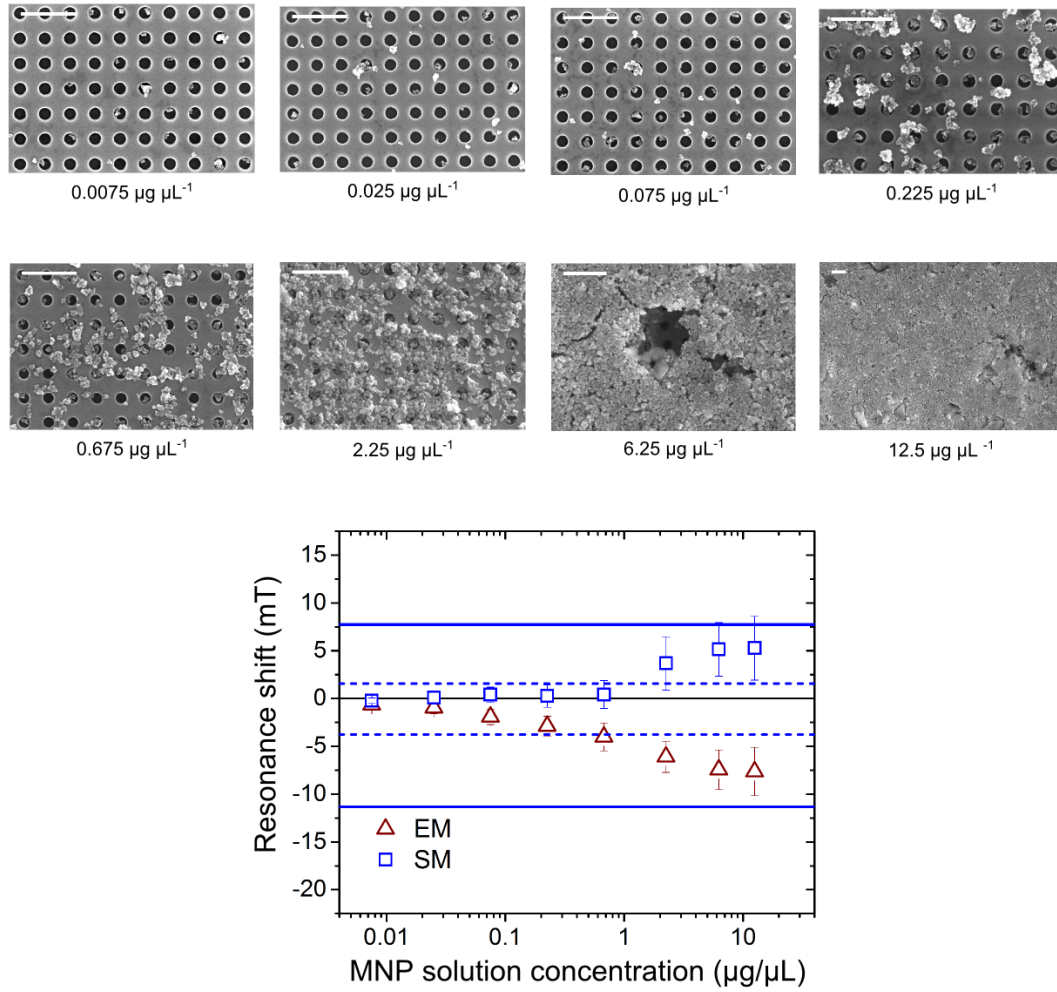 0.0075 µg µL⁻¹
0.025 µg µL⁻¹
0.075 µg µL⁻¹
0.225 µg µL⁻¹
0.675 µg µL⁻¹
2.25 µg µL⁻¹
6.25 µg µL⁻¹
12.5 µg µL ⁻¹
Resonance shift (mT)
15
10
5
0
-5
-10
-15
-20
EM
SM
0.01
0.1
1
10
MNP solution concentration (µg/µL)